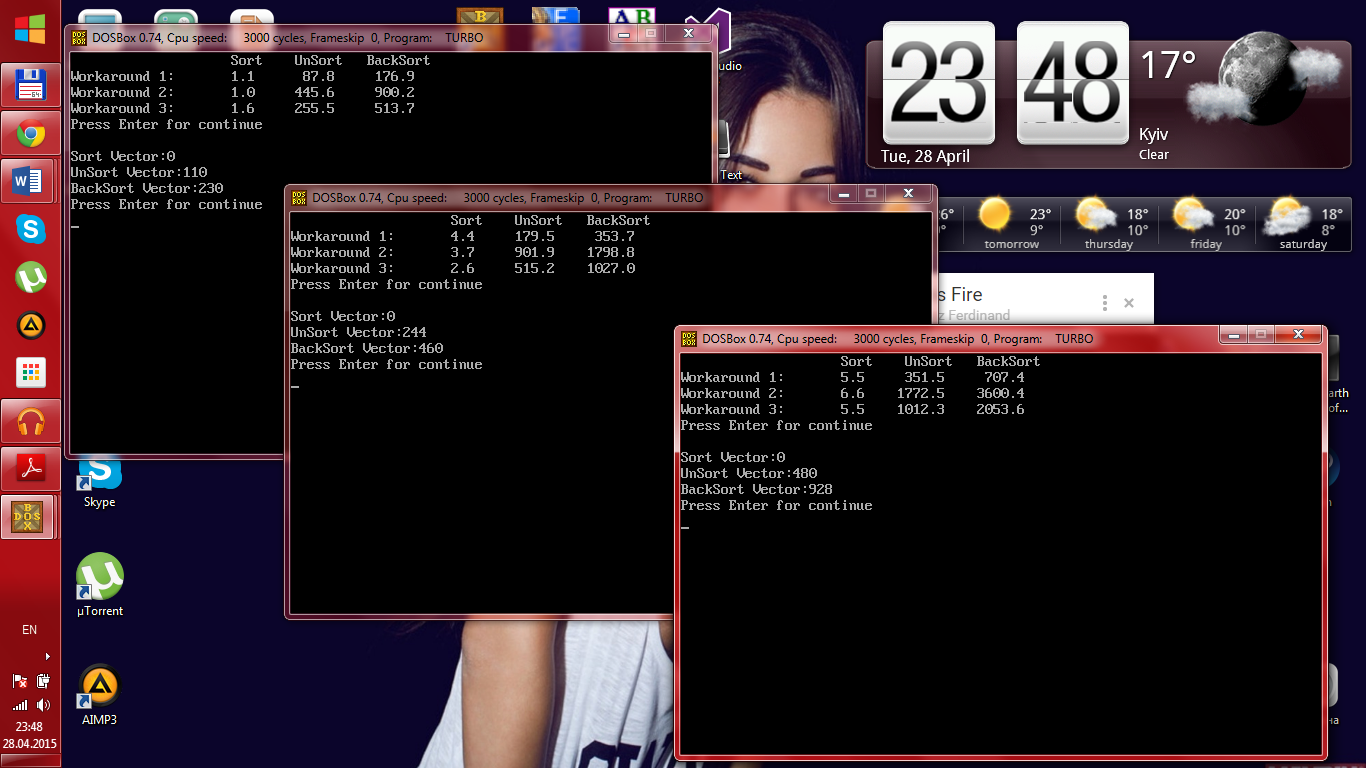 DOSBox 0.74, Cpu speed: 3000 cycles, Frameskip 0, Program: TURBO
Sort UnSort BackSort
Workaround 1: 1.1 87.8 176.9
Workaround 2: 1.0 445.6 900.2
Workaround 3: 1.6 255.5 513.7
Press Enter for continue
Sort Vector:0
UnSort Vector:110
BackSort Vector:230
Press Enter for continue
DOSBox 0.74, Cpu speed: 3000 cycles, Frameskip 0, Program: TURBO
Sort UnSort BackSort
Workaround 1: 4.4 179.5 353.7
Workaround 2: 3.7 901.9 1798.8
Workaround 3: 2.6 515.2 1027.0
Press Enter for continue
Sort Vector:0
UnSort Vector:244
BackSort Vector:460
Press Enter for continue
DOSBox 0.74, Cpu speed: 3000 cycles, Frameskip 0, Program: TURBO
Sort UnSort BackSort
Workaround 1: 5.5 351.5 707.4
Workaround 2: 6.6 1772.5 3600.4
Workaround 3: 5.5 1012.3 2053.6
Press Enter for continue
Sort Vector:0
UnSort Vector:480
BackSort Vector:928
Press Enter for continue
23 48
17°
Kyiv
Clear
Tue, 28 April
23° 18° 20° 18°
9° 10° 10° 8°
tomorrow thursday friday saturday
s Fire
z Ferdinand
udio
Text
arth
of...
Skype
µTorrent
AIMP3
64
BOX
DOS
EN
23:48
28.04.2015